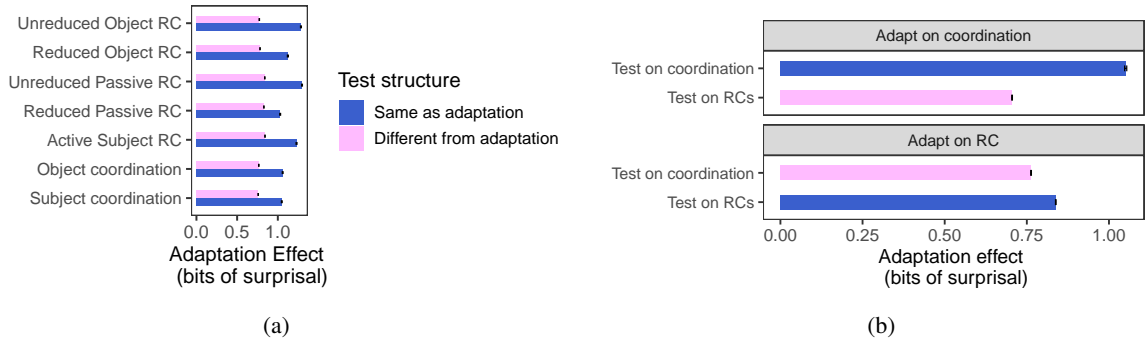 Unreduced Object RC
Reduced Object RC
Unreduced Passive RC
Reduced Passive RC
Active Subject RC
Object coordination
Subject coordination
0.0 0.5 1.0
Adaptation Effect
(bits of surprisal)
Test structure
Same as adaptation
Different from adaptation
(a)
Adapt on coordination
Test on coordination
Test on RCs
Adapt on RC
Test on coordination
Test on RCs
0.00 0.25 0.50 0.75 1.00
Adaptation effect
(bits of surprisal)
(b)